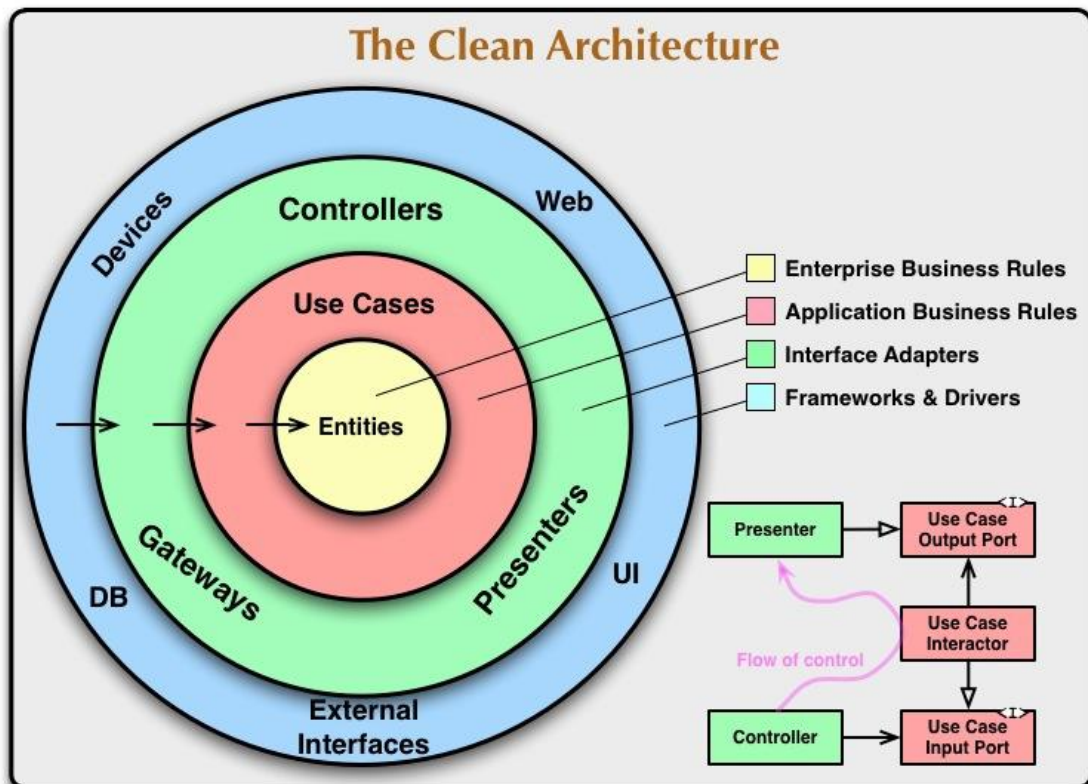 The Clean Architecture
Devices
Web
Controllers
Use Cases
Entities
Gateways
Presenters
DB
UI
External
Interfaces
Enterprise Business Rules
Application Business Rules
Interface Adapters
Frameworks & Drivers
Presenter
<I>
Use Case
Output Port
Use Case
Interactor
Flow of control
Controller
<I>
Use Case
Input Port